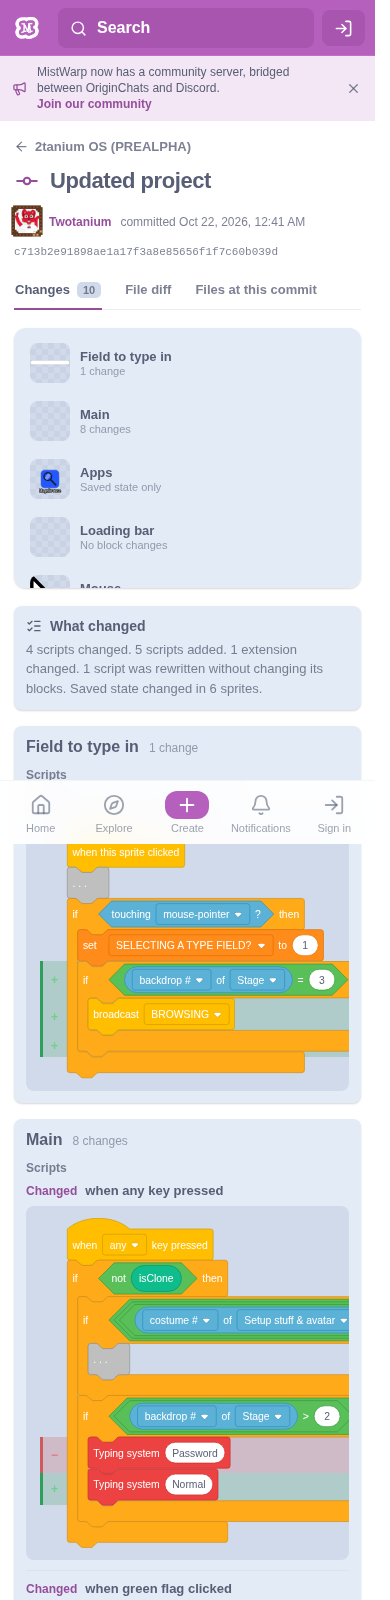 Search
MistWarp now has a community server, bridged
between OriginChats and Discord.
Join our community
2tanium OS (PREALPHA)
Updated project
Twotanium committed Oct 22, 2026, 12:41 AM
c713b2e91898ae1a17f3a8e85656f1f7c60b039d
Changes 10 File diff Files at this commit
Field to type in
1 change
Main
8 changes
Apps
Saved state only
Loading bar
No block changes
Mouse
What changed
4 scripts changed. 5 scripts added. 1 extension
changed. 1 script was rewritten without changing its
blocks. Saved state changed in 6 sprites.
Field to type in 1 change
Scripts
Home Explore Create Notifications Sign in
when this sprite clicked
. . .
if touching mouse-pointer ? then
set SELECTING A TYPE FIELD? to 1
+ if backdrop # of Stage = 3
+ broadcast BROWSING
+
Main 8 changes
Scripts
Changed when any key pressed
when any key pressed
if not isClone then
if costume # of Setup stuff & avatar
. . .
if backdrop # of Stage > 2
− Typing system Password
+ Typing system Normal
Changed when green flag clicked